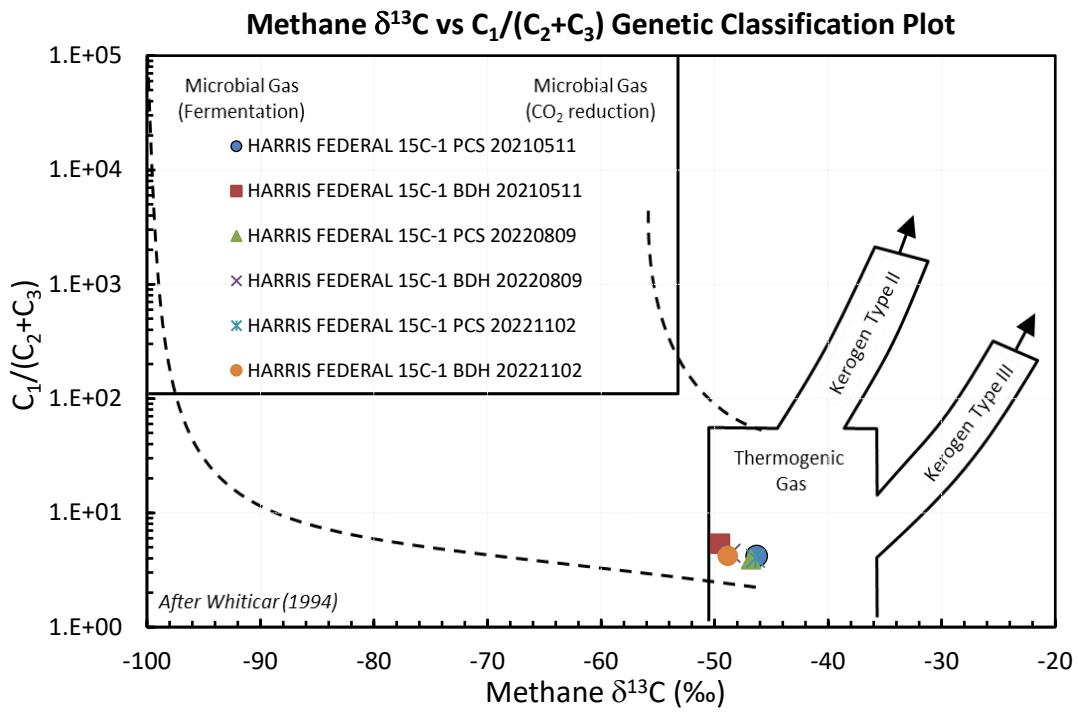 Methane δ¹³C vs C₁/(C₂+C₃) Genetic Classification Plot
1.E+05
1.E+04
1.E+03
1.E+02
1.E+01
1.E+00
C₁/(C₂+C₃)
Microbial Gas
(Fermentation)
Microbial Gas
(CO₂ reduction)
HARRIS FEDERAL 15C-1 PCS 20210511
HARRIS FEDERAL 15C-1 BDH 20210511
HARRIS FEDERAL 15C-1 PCS 20220809
HARRIS FEDERAL 15C-1 BDH 20220809
HARRIS FEDERAL 15C-1 PCS 20221102
HARRIS FEDERAL 15C-1 BDH 20221102
Kerogen Type II
Kerogen Type III
Thermogenic
Gas
After Whiticar (1994)
-100 -90 -80 -70 -60 -50 -40 -30 -20
Methane δ¹³C (‰)